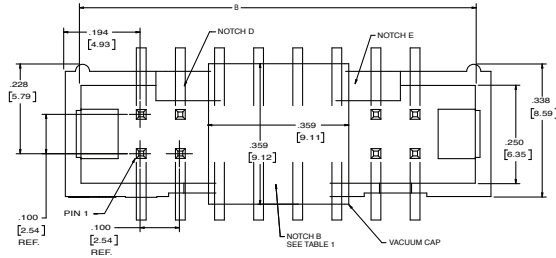 B
.194
[4.93]
NOTCH D
NOTCH E
.228
[5.79]
.338
[8.59]
.359
[9.11]
.359
[9.12]
.250
[6.35]
PIN 1
.100
[2.54]
REF.
.100
[2.54]
REF.
NOTCH B
SEE TABLE 1
VACUUM CAP